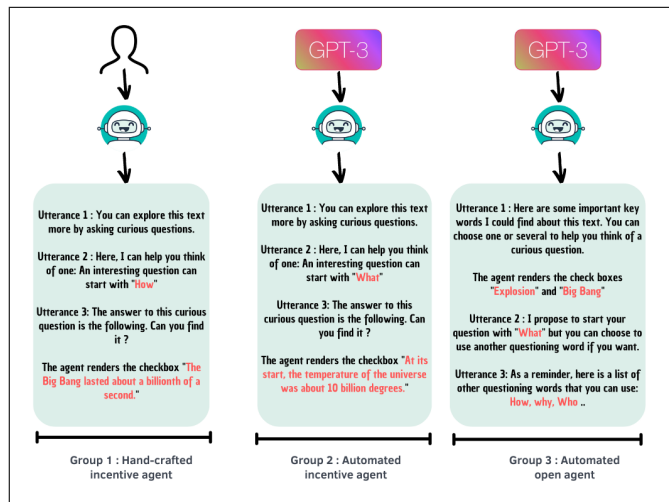 GPT-3
GPT-3
Utterance 1 : You can explore this text
more by asking curious questions.
Utterance 2 : Here, I can help you think
of one: An interesting question can
start with "How"
Utterance 3: The answer to this curious
question is the following. Can you find
it ?
The agent renders the checkbox "The
Big Bang lasted about a billionth of a
second."
Group 1 : Hand-crafted
incentive agent
Utterance 1 : You can explore this text
more by asking curious questions.
Utterance 2 : Here, I can help you think
of one: An interesting question can
start with "What"
Utterance 3: The answer to this
curious question is the following. Can
you find it ?
The agent renders the checkbox "At its
start, the temperature of the universe
was about 10 billion degrees."
Group 2 : Automated
incentive agent
Utterance 1 : Here are some important key
words I could find about this text. You can
choose one or several to help you think of a
curious question.
The agent renders the check boxes
"Explosion" and "Big Bang"
Utterance 2 : I propose to start your
question with "What" but you can choose to
use another questioning word if you want.
Utterance 3: As a reminder, here is a list of
other questioning words that you can use:
How, why, Who ..
Group 3 : Automated
open agent